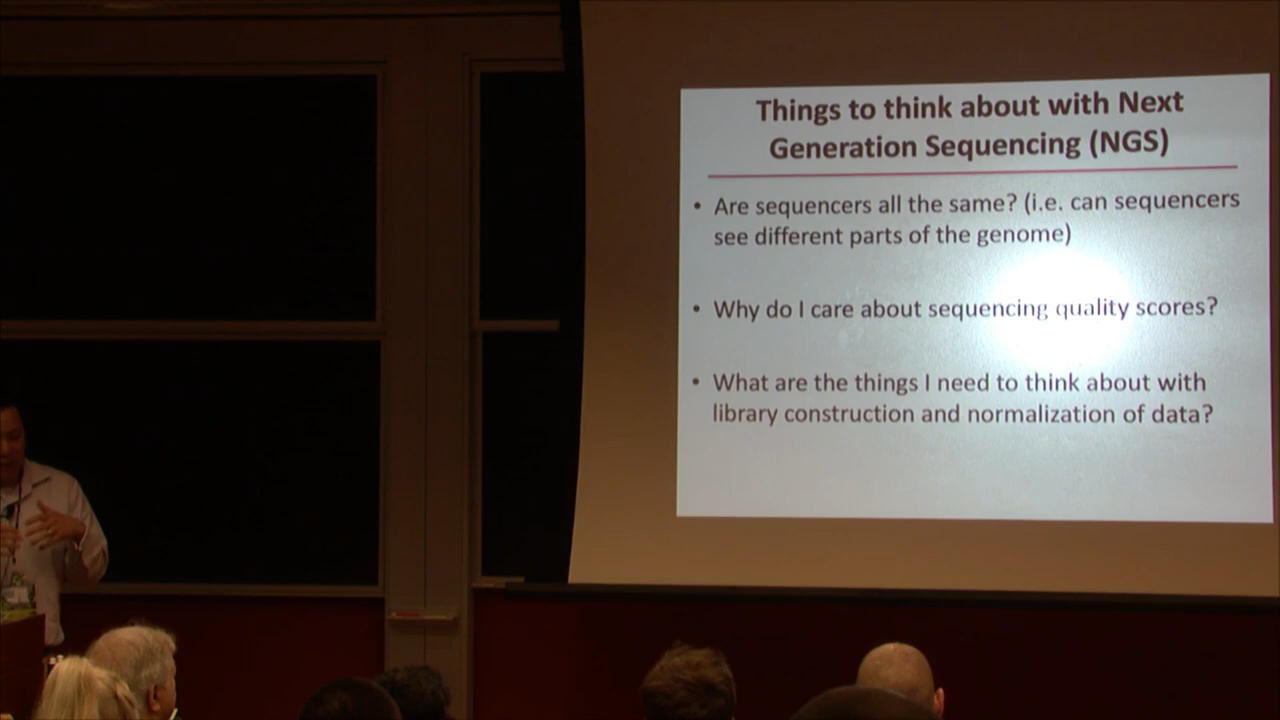 Things to think about with Next
Generation Sequencing (NGS)
• Are sequencers all the same? (i.e. can sequencers
see different parts of the genome)
• Why do I care about sequencing quality scores?
• What are the things I need to think about with
library construction and normalization of data?